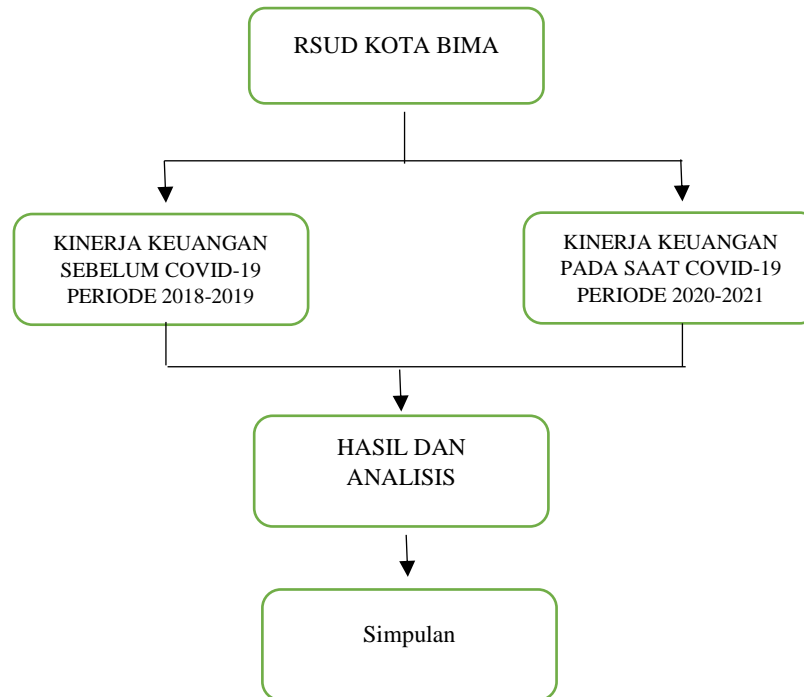 RSUD KOTA BIMA
KINERJA KEUANGAN
SEBELUM COVID-19
PERIODE 2018-2019
KINERJA KEUANGAN
PADA SAAT COVID-19
PERIODE 2020-2021
HASIL DAN
ANALISIS
Simpulan